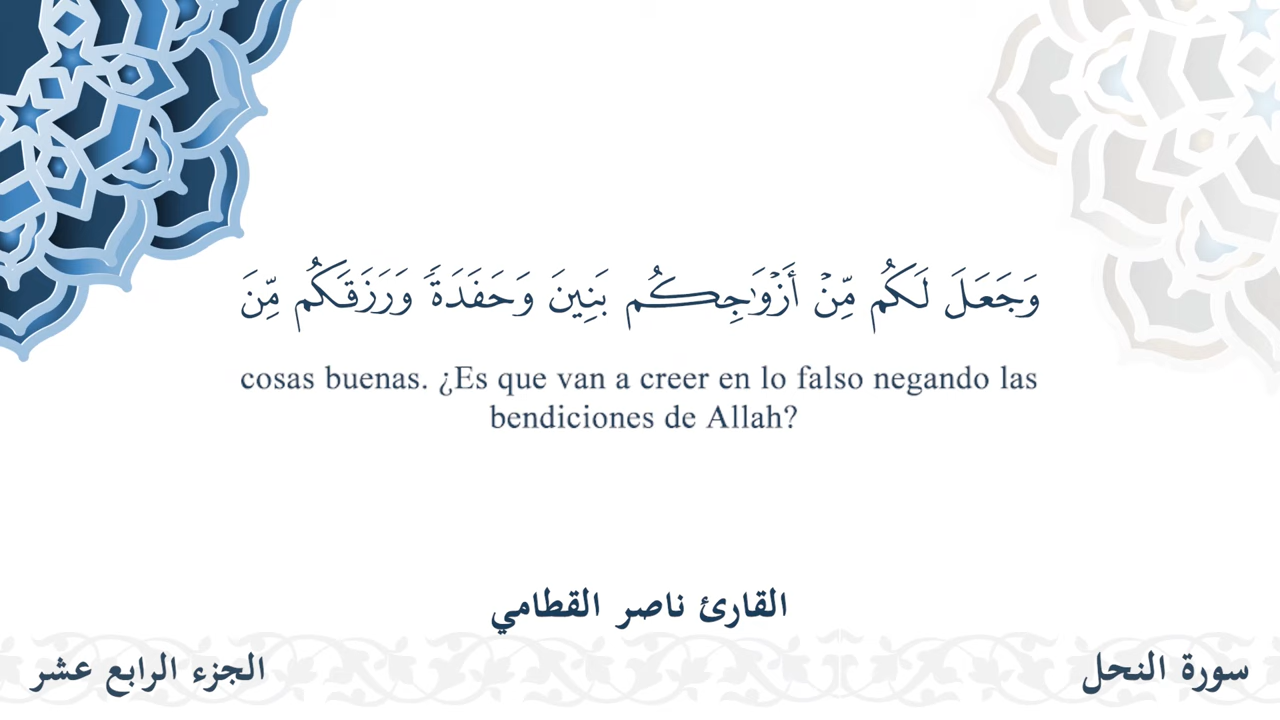 وَجَعَلَ لَكُم مِّنْ أَزْوَٰجِكُم بَنِينَ وَحَفَدَةً وَرَزَقَكُم مِّنَ
cosas buenas. ¿Es que van a creer en lo falso negando las
bendiciones de Allah?
القارئ ناصر القطامي
سورة النحل
الجزء الرابع عشر